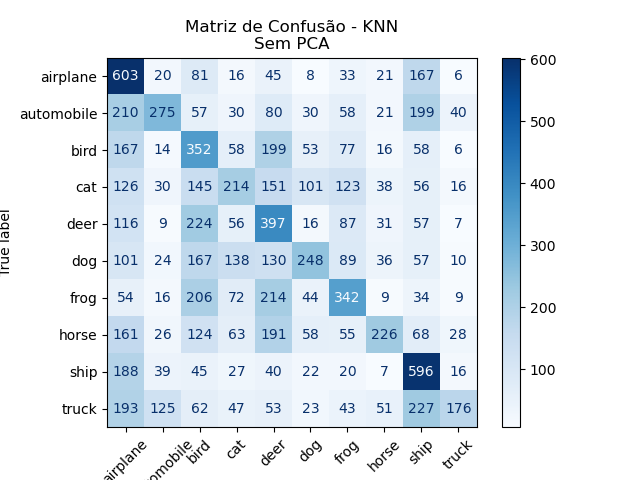 Matriz de Confusão - KNN
Sem PCA
airplane 603 20 81 16 45 8 33 21 167 6
automobile 210 275 57 30 80 30 58 21 199 40
bird 167 14 352 58 199 53 77 16 58 6
cat 126 30 145 214 151 101 123 38 56 16
deer 116 9 224 56 397 16 87 31 57 7
dog 101 24 167 138 130 248 89 36 57 10
frog 54 16 206 72 214 44 342 9 34 9
horse 161 26 124 63 191 58 55 226 68 28
ship 188 39 45 27 40 22 20 7 596 16
truck 193 125 62 47 53 23 43 51 227 176
airplane omobile bird cat deer dog frog horse ship truck
True label
600
500
400
300
200
100